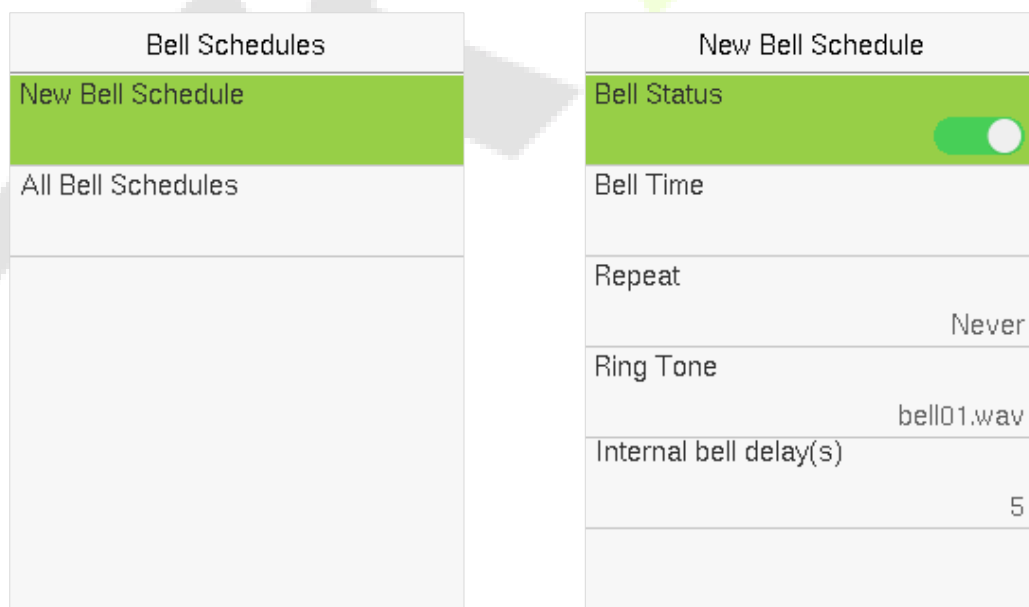 Bell Schedules
New Bell Schedule
All Bell Schedules
New Bell Schedule
Bell Status
Bell Time
Repeat
Never
Ring Tone
bell01.wav
Internal bell delay(s)
5